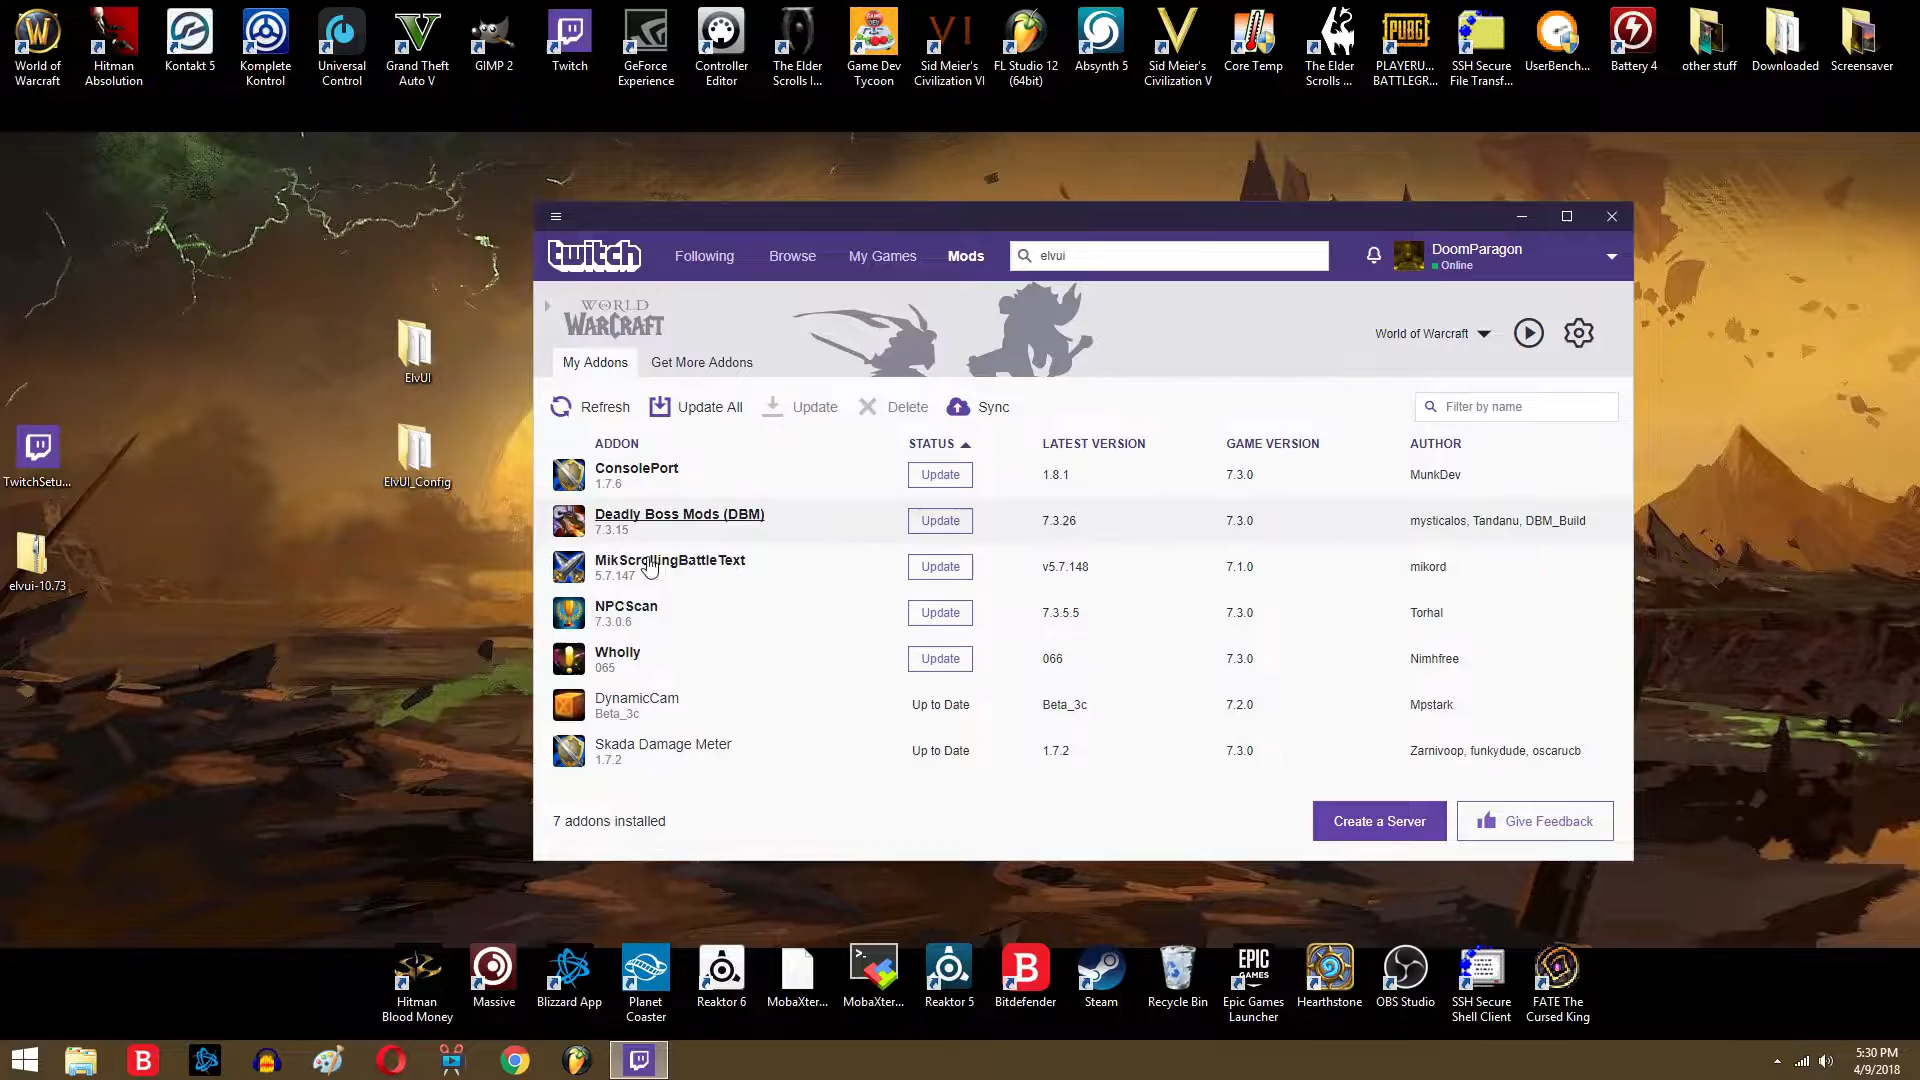 World of Warcraft
Hitman Absolution
Kontakt 5
Komplete Kontrol
Universal Control
Grand Theft Auto V
GIMP 2
Twitch
GeForce Experience
Controller Editor
The Elder Scrolls I...
Game Dev Tycoon
Sid Meier's Civilization VI
FL Studio 12 (64bit)
Absynth 5
Sid Meier's Civilization V
Core Temp
The Elder Scrolls ...
PLAYERU... BATTLEGR...
SSH Secure File Transf...
UserBench...
Battery 4
other stuff
Downloaded
Screensaver
ElvUI
ElvUI_Config
TwitchSetu...
elvui-10.73
twitch
Following
Browse
My Games
Mods
elvui
DoomParagon
Online
WORLD
WARCRAFT
World of Warcraft
My Addons
Get More Addons
Refresh
Update All
Update
Delete
Sync
Filter by name
ADDON STATUS LATEST VERSION GAME VERSION AUTHOR
ConsolePort
1.7.6
Update 1.8.1 7.3.0 MunkDev
Deadly Boss Mods (DBM)
7.3.15
Update 7.3.26 7.3.0 mysticalos, Tandanu, DBM_Build
MikScrollingBattleText
5.7.147
Update v5.7.148 7.1.0 mikord
NPCScan
7.3.0.6
Update 7.3.5.5 7.3.0 Torhal
Wholly
065
Update 066 7.3.0 Nimhfree
DynamicCam
Beta_3c
Up to Date Beta_3c 7.2.0 Mpstark
Skada Damage Meter
1.7.2
Up to Date 1.7.2 7.3.0 Zarnivoop, funkydude, oscarucb
7 addons installed
Create a Server
Give Feedback
Hitman Blood Money
Massive
Blizzard App
Planet Coaster
Reaktor 6
MobaXter...
MobaXter...
Reaktor 5
Bitdefender
Steam
Recycle Bin
EPIC GAMES
Epic Games Launcher
Hearthstone
OBS Studio
SSH Secure Shell Client
FATE The Cursed King
5:30 PM
4/9/2018